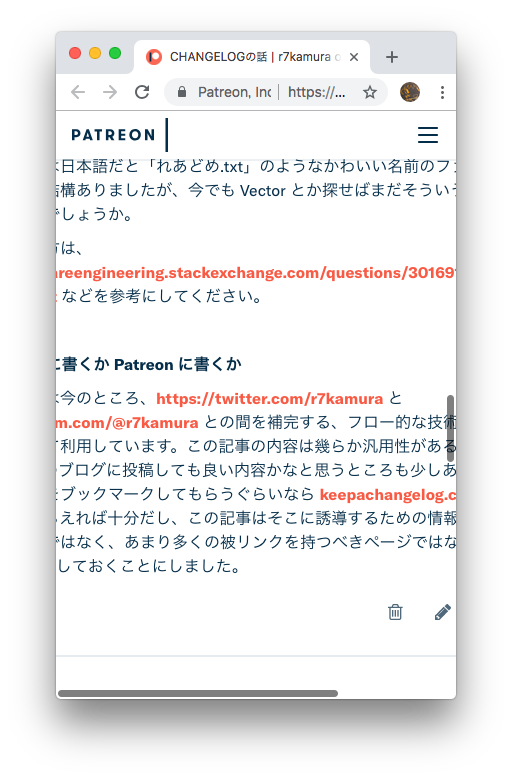 CHANGELOGの話 | r7kamura o
Patreon, Inc | https://...
PATREON
は日本語だと「れあどめ.txt」のようなかわいい名前のフ
結構ありましたが、今でも Vector とか探せばまだそういう
でしょうか。
方は、
areengineering.stackexchange.com/questions/301691
などを参考にしてください。
に書くか Patreon に書くか
は今のところ、https://twitter.com/r7kamura と
m.com/@r7kamura との間を補完する、フロー的な技術
て利用しています。この記事の内容は幾らか汎用性がある
のブログに投稿しても良い内容かなと思うところも少しあ
をブックマークしてもらうぐらいなら keepachangelog.c
らえれば十分だし、この記事はそこに誘導するための情報
ではなく、あまり多くの被リンクを持つべきページではな
しておくことにしました。